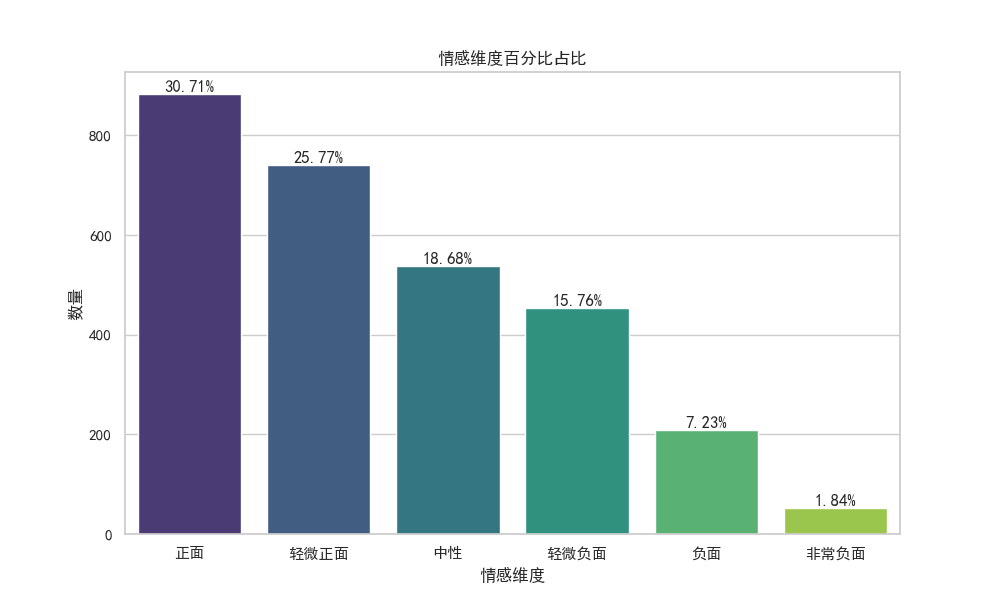 情感维度百分比占比
30.71%
25.77%
18.68%
15.76%
7.23%
1.84%
800
600
400
200
0
数量
正面 轻微正面 中性 轻微负面 负面 非常负面
情感维度